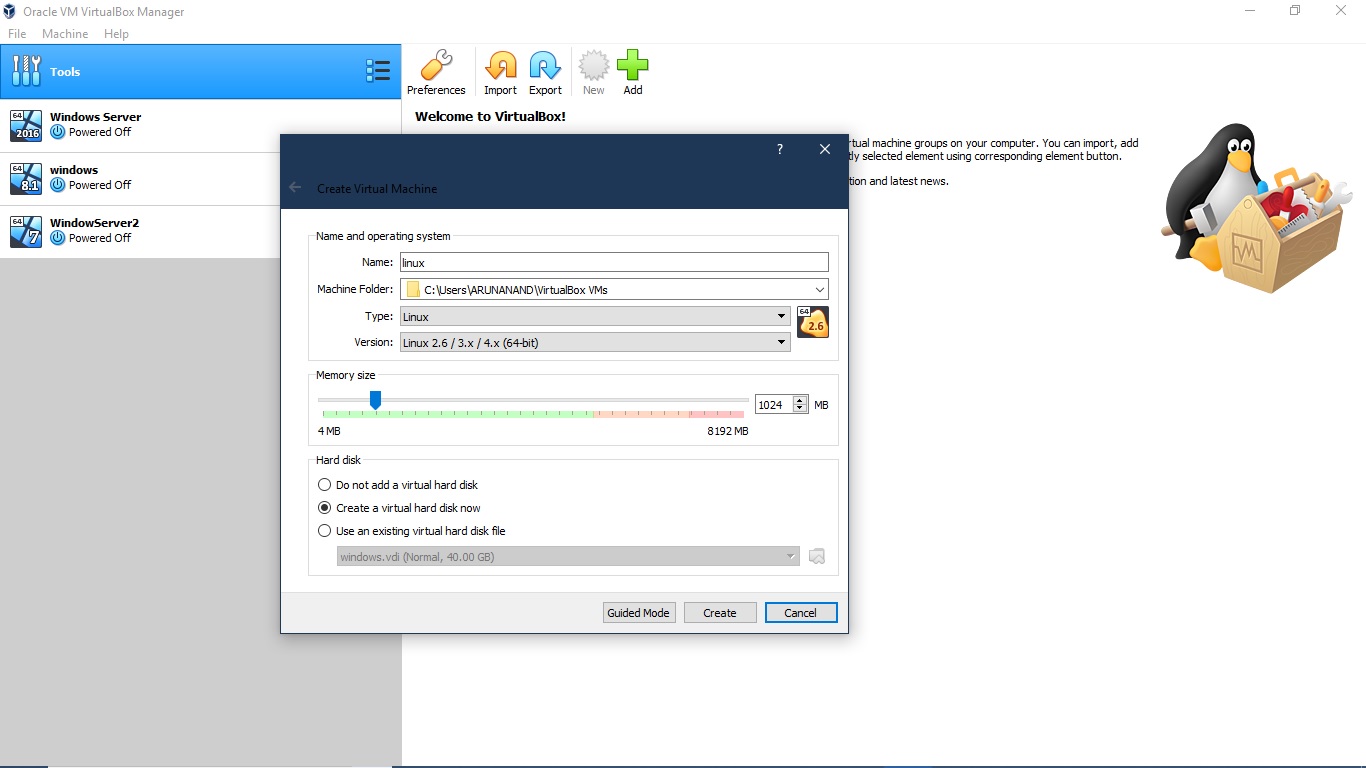 Oracle VM VirtualBox Manager
File Machine Help
Tools
Preferences Import Export New Add
Welcome to VirtualBox!
64 2016 Windows Server
Powered Off
64 8.1 windows
Powered Off
64 7 WindowServer2
Powered Off
rtual machine groups on your computer. You can import, add
tly selected element using corresponding element button.
tion and latest news.
?
Create Virtual Machine
Name and operating system
Name: linux
Machine Folder: C:\Users\ARUNANAND\VirtualBox VMs
Type: Linux
64 2.6
Version: Linux 2.6 / 3.x / 4.x (64-bit)
Memory size
1024 MB
4 MB 8192 MB
Hard disk
Do not add a virtual hard disk
Create a virtual hard disk now
Use an existing virtual hard disk file
windows.vdi (Normal, 40.00 GB)
Guided Mode Create Cancel